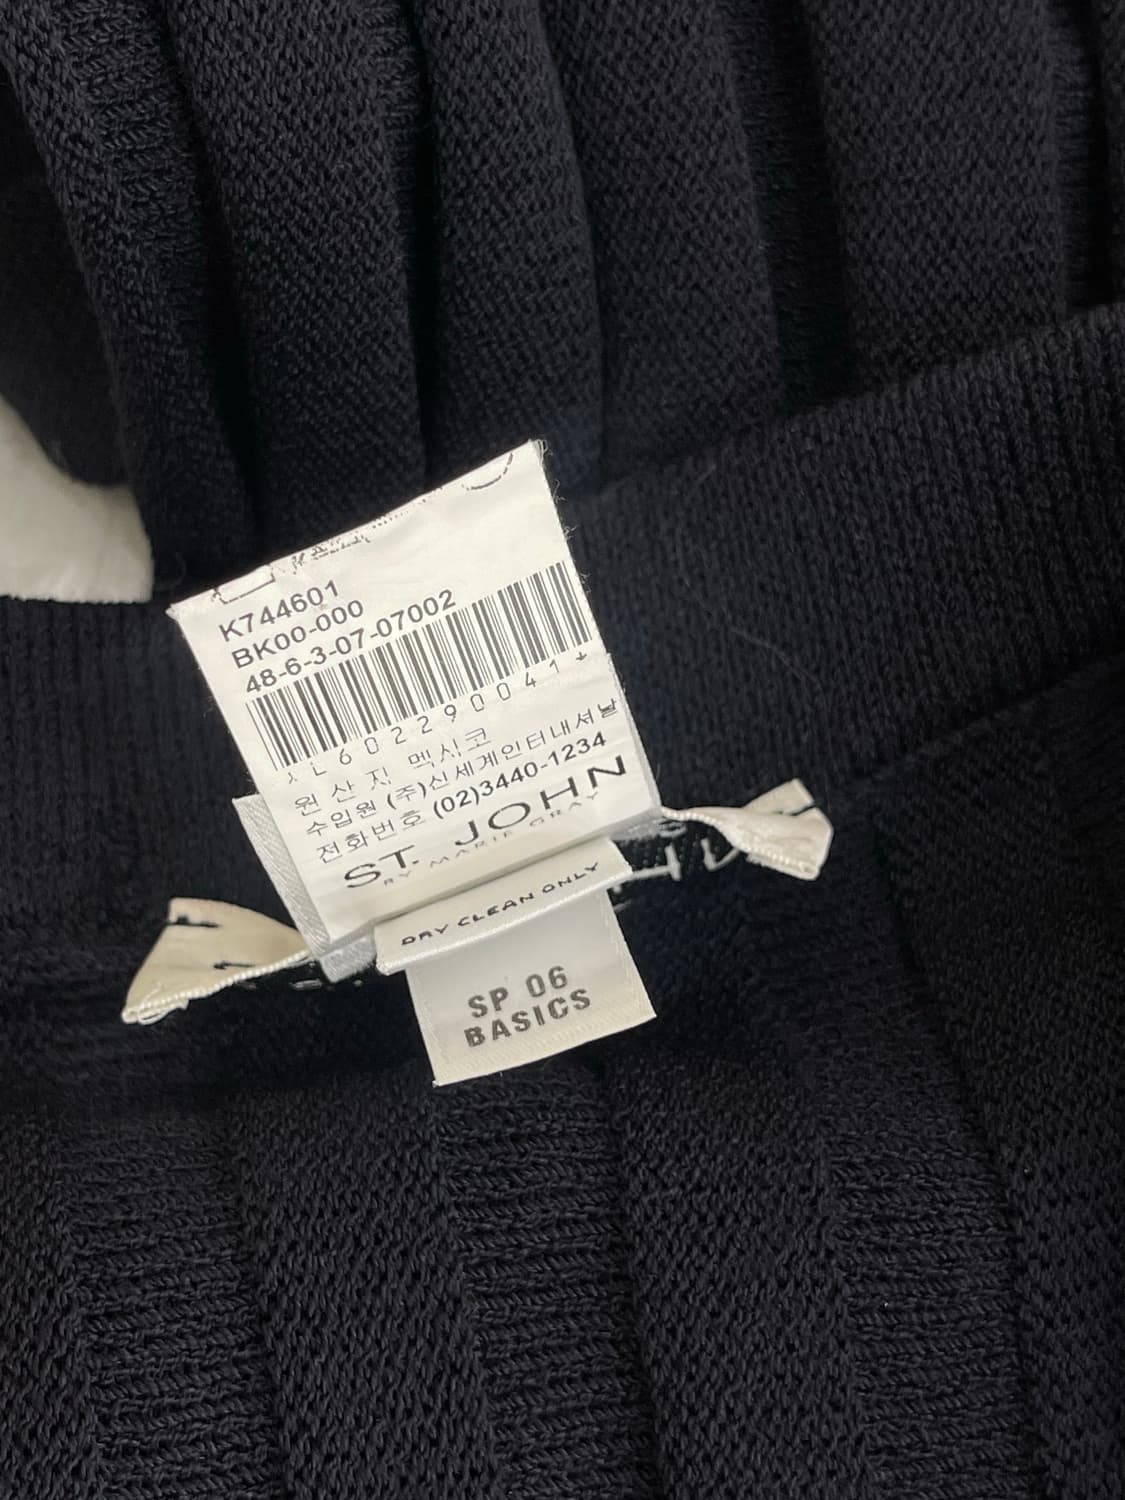 K744601
BK00-000
48-6-3-07-07002
602290041*
원 산 지 멕시코
수입원 (주)신세계인터내셔날
전화번호 (02)3440-1234
ST. JOHN
BY MARIE GRAY
DRY CLEAN ONLY
SP 06
BASICS